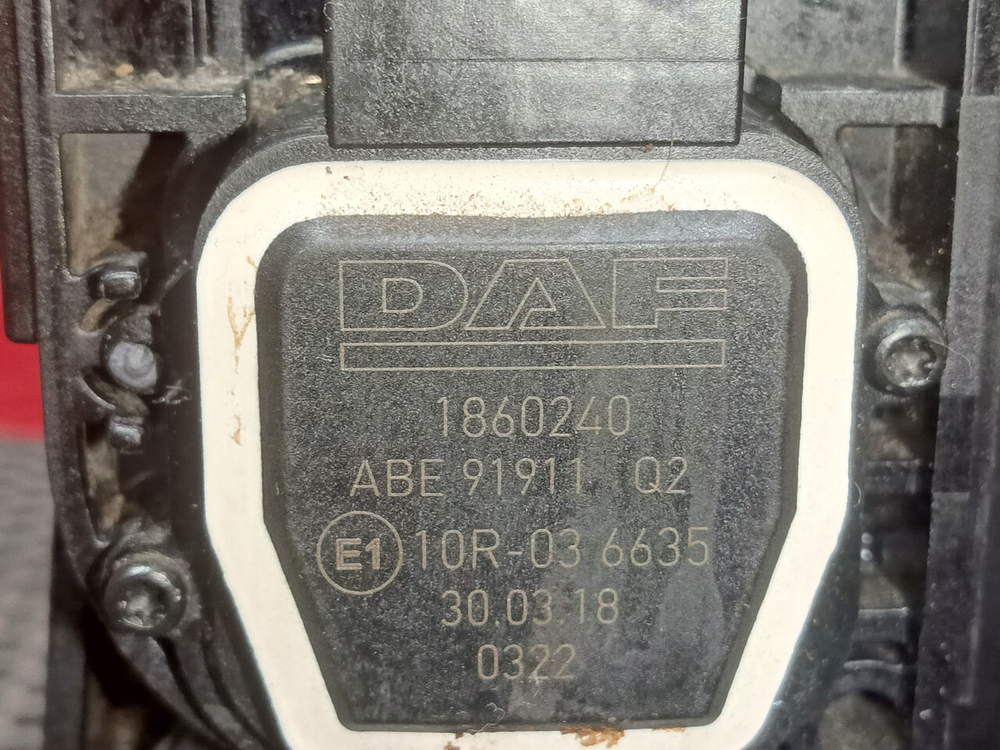 DAF
1860240
ABE 91911 Q2
E1 10R-03 6635
30.03.18
0322